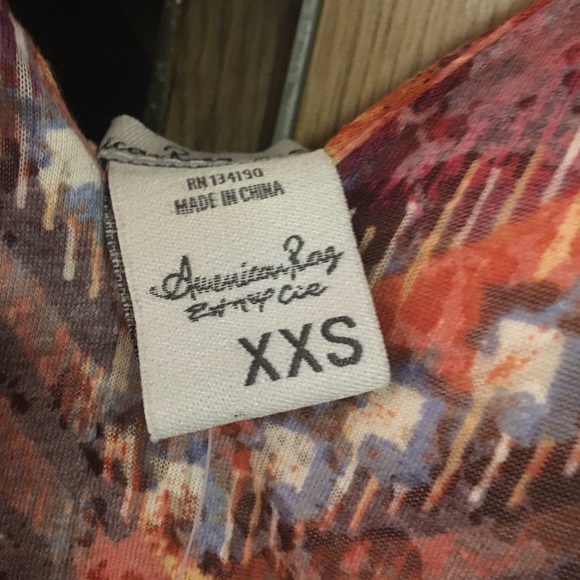 RN 134190
MADE IN CHINA
American Rag
Cie
XXS